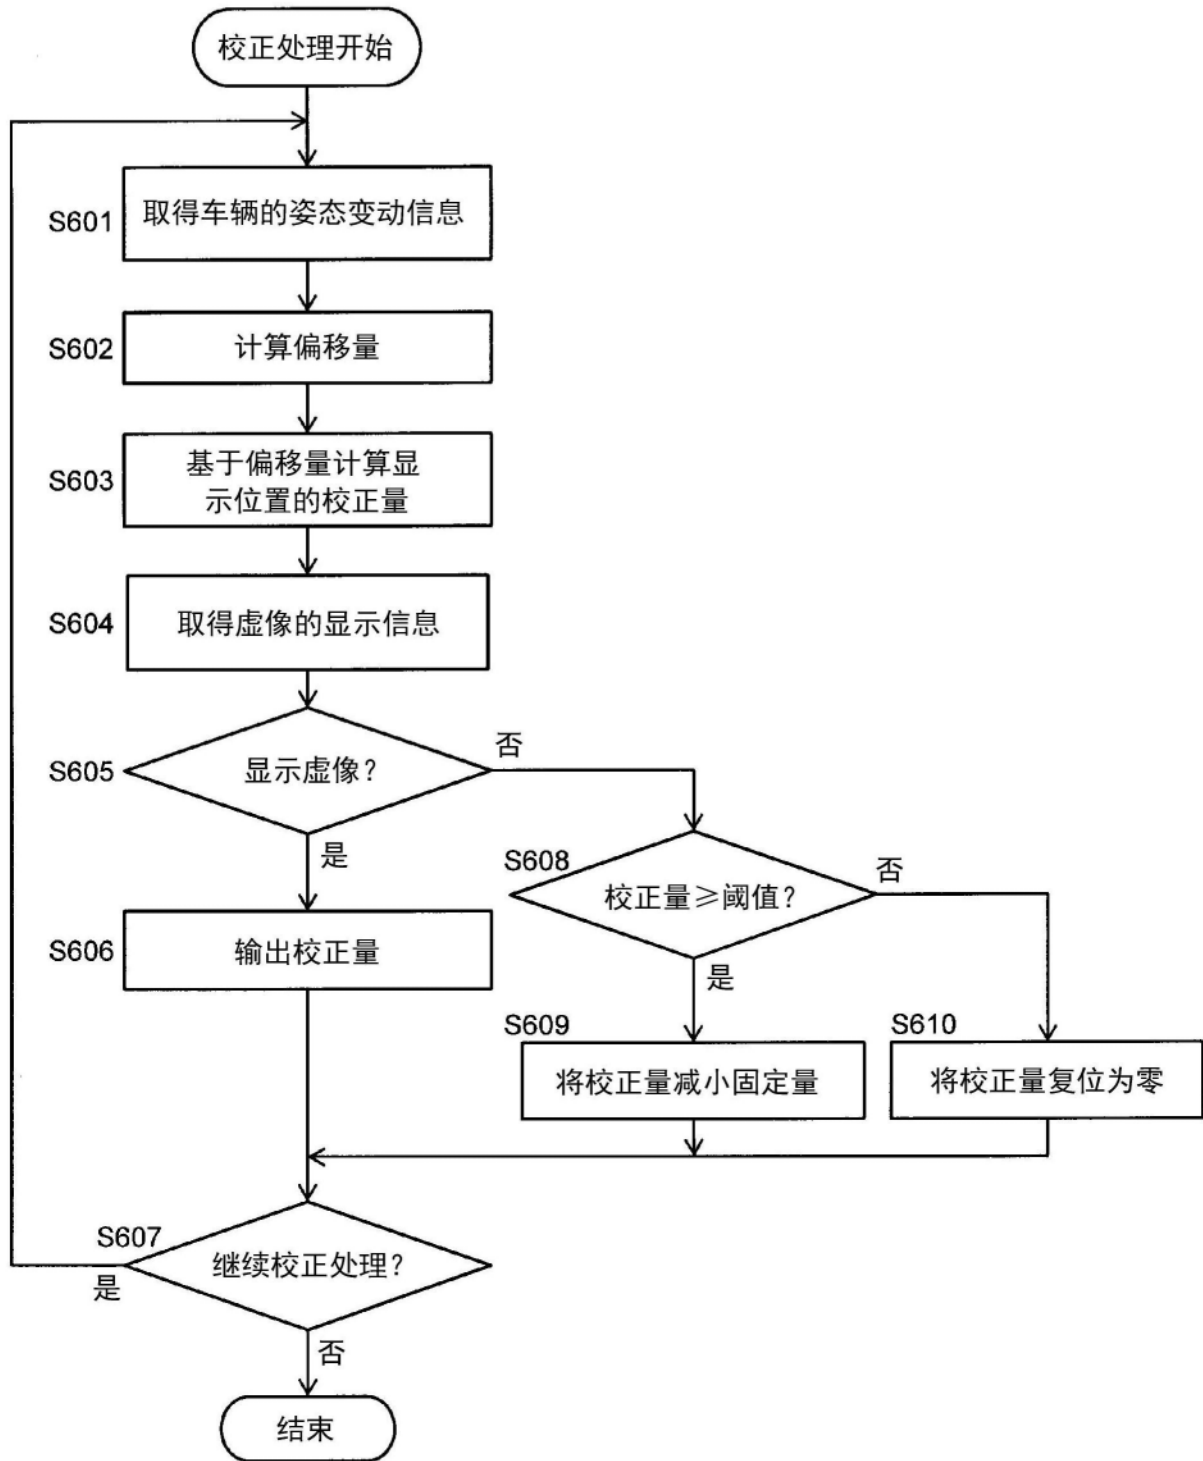 校正处理开始
S601
取得车辆的姿态变动信息
S602
计算偏移量
S603
基于偏移量计算显
示位置的校正量
S604
取得虚像的显示信息
S605
显示虚像?
否
是
S608
校正量≥阈值?
否
是
S606
输出校正量
S609
将校正量减小固定量
S610
将校正量复位为零
S607
继续校正处理?
是
否
结束